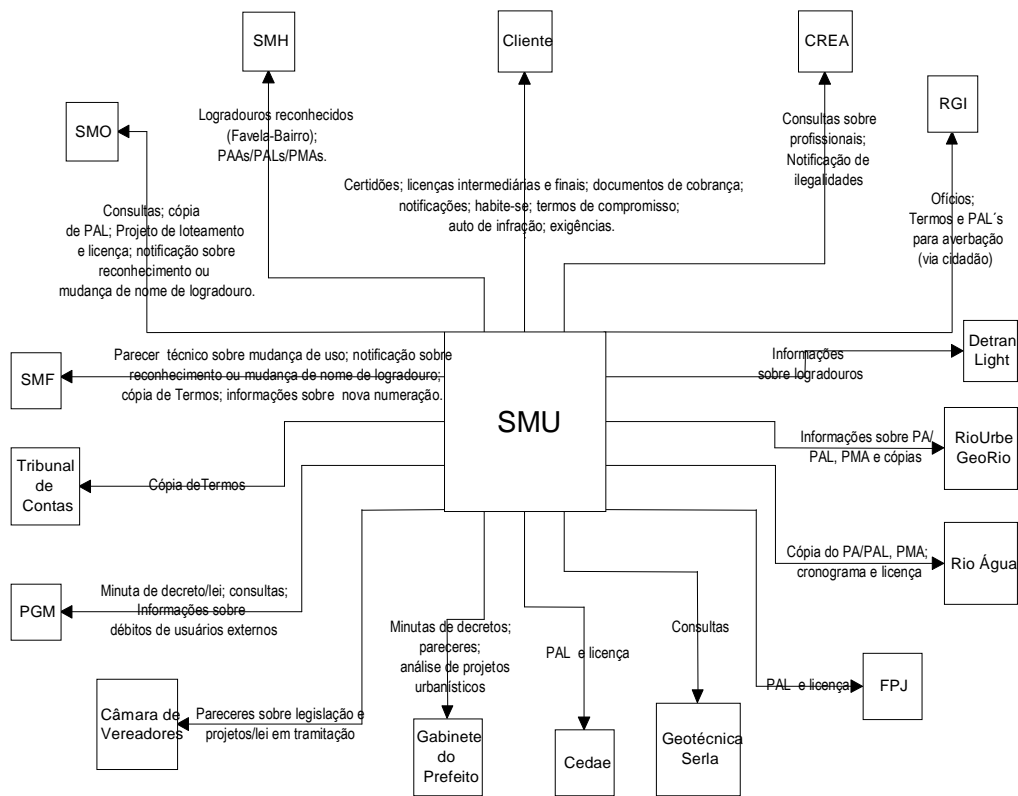 SMH
Cliente
CREA
RGI
SMO
Logradouros reconhecidos
(Favela-Bairro);
PAAs/PALs/PMAs.
Consultas sobre
profissionais;
Notificação de
ilegalidades
Certidões; licenças intermediárias e finais; documentos de cobrança;
notificações; habite-se; termos de compromisso;
auto de infração; exigências.
Ofícios;
Termos e PAL´s
para averbação
(via cidadão)
Consultas; cópia
de PAL; Projeto de loteamento
e licença; notificação sobre
reconhecimento ou
mudança de nome de logradouro.
SMF
Parecer técnico sobre mudança de uso; notificação sobre
reconhecimento ou mudança de nome de logradouro;
cópia de Termos; informações sobre nova numeração.
SMU
Informações
sobre logradouros
Detran
Light
Informações sobre PA/
PAL, PMA e cópias
RioUrbe
GeoRio
Tribunal
de
Contas
Cópia de Termos
Cópia do PA/PAL, PMA;
cronograma e licença
Rio Água
PGM
Minuta de decreto/lei; consultas;
Informações sobre
débitos de usuários externos
Minutas de decretos;
pareceres;
análise de projetos
urbanísticos
PAL e licença
Consultas
PAL e licença
FPJ
Câmara de
Vereadores
Pareceres sobre legislação e
projetos/lei em tramitação
Gabinete
do
Prefeito
Cedae
Geotécnica
Serla